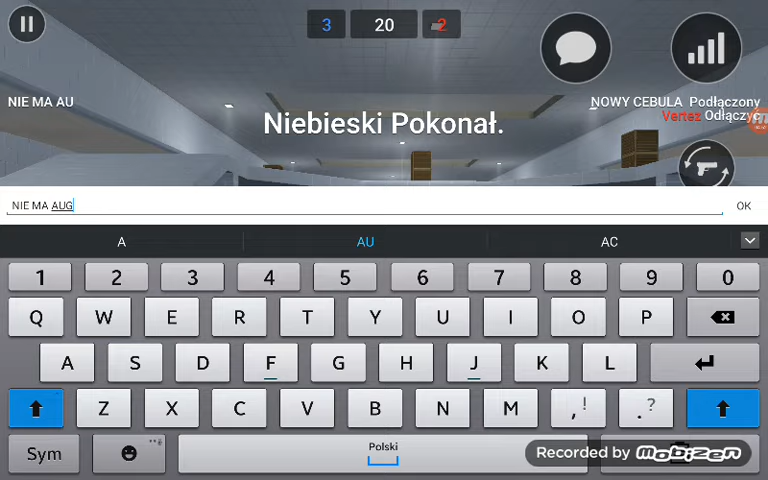 3 20 2
NIE MA AU
NOWY CEBULA Podłączony
Vertez Odłączyć
Niebieski Pokonał.
NIE MA AUG
OK
A AU AC
1 2 3 4 5 6 7 8 9 0
Q W E R T Y U I O P
A S D F G H J K L
Z X C V B N M , ! . ?
Sym
Polski
Recorded by mobizen